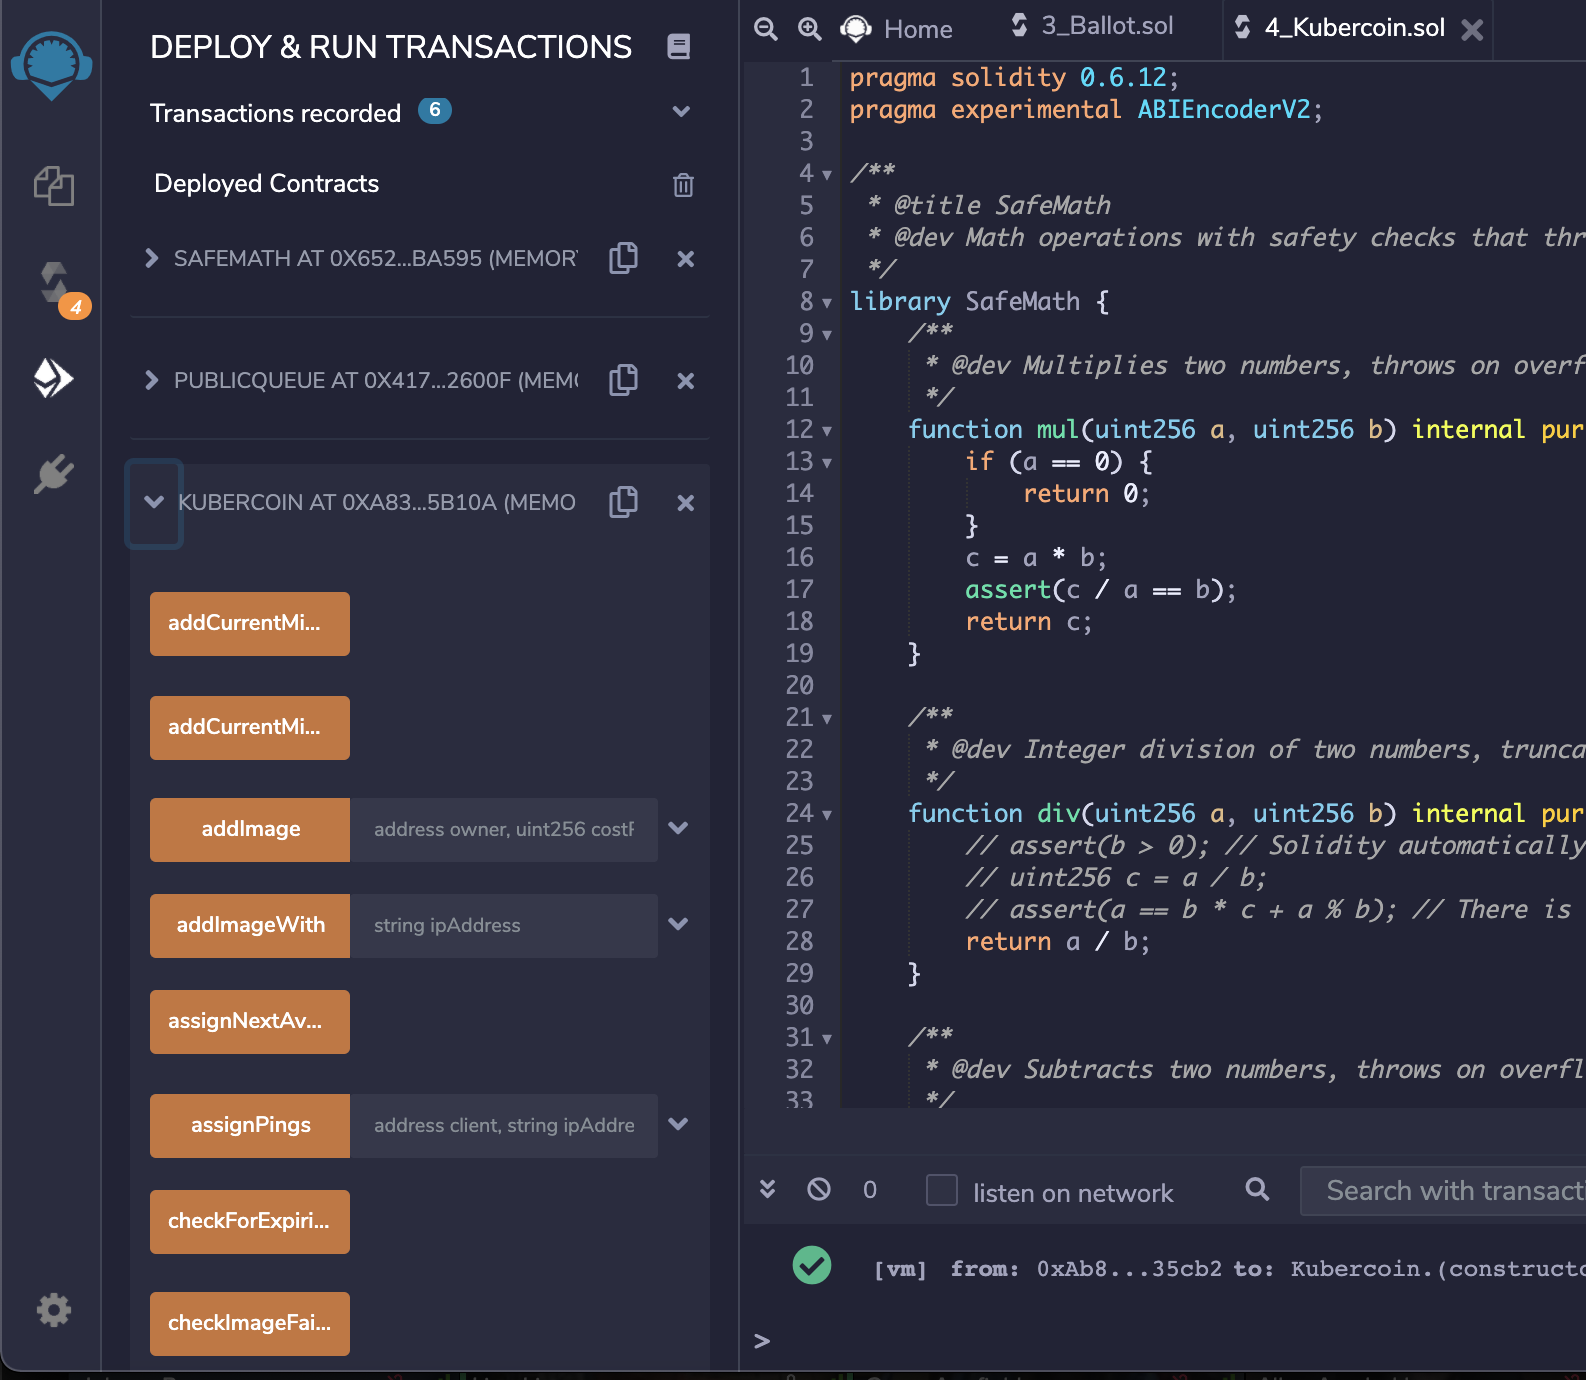 DEPLOY & RUN TRANSACTIONS
Transactions recorded 6
Deployed Contracts
SAFEMATH AT 0X652...BA595 (MEMORY
PUBLICQUEUE AT 0X417...2600F (MEMO
4
KUBERCOIN AT 0XA83...5B10A (MEMO
addCurrentMi...
addCurrentMi...
addImage address owner, uint256 costP
addImageWith string ipAddress
assignNextAv...
assignPings address client, string ipAddre
checkForExpiri...
checkImageFai...
Home 3_Ballot.sol 4_Kubercoin.sol
1 pragma solidity 0.6.12;
2 pragma experimental ABIEncoderV2;
3
4 /**
5 * @title SafeMath
6 * @dev Math operations with safety checks that thr
7 */
8 library SafeMath {
9 /**
10 * @dev Multiplies two numbers, throws on overf
11 */
12 function mul(uint256 a, uint256 b) internal pur
13 if (a == 0) {
14 return 0;
15 }
16 c = a * b;
17 assert(c / a == b);
18 return c;
19 }
20
21 /**
22 * @dev Integer division of two numbers, trunca
23 */
24 function div(uint256 a, uint256 b) internal pur
25 // assert(b > 0); // Solidity automatically
26 // uint256 c = a / b;
27 // assert(a == b * c + a % b); // There is
28 return a / b;
29 }
30
31 /**
32 * @dev Subtracts two numbers, throws on overfl
33 */
0 listen on network Search with transacti
[vm] from: 0xAb8...35cb2 to: Kubercoin.(constructo
>